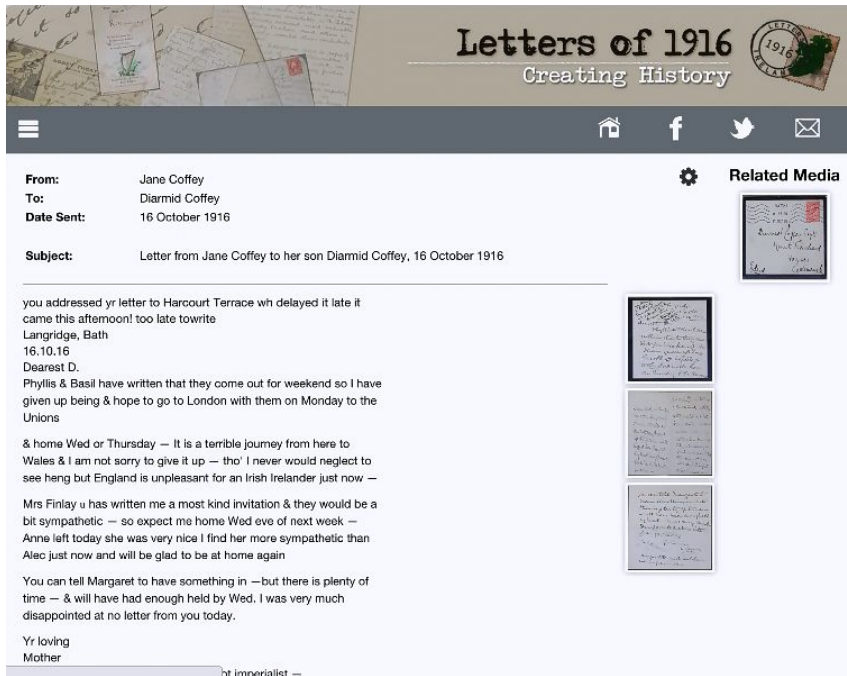 Letters of 1916
Creating History
LETTERS
1916
IRELAND
From: Jane Coffey
To: Diarmid Coffey
Date Sent: 16 October 1916
Subject: Letter from Jane Coffey to her son Diarmid Coffey, 16 October 1916
Related Media
you addressed yr letter to Harcourt Terrace wh delayed it late it
came this afternoon! too late towrite
Langridge, Bath
16.10.16
Dearest D.
Phyllis & Basil have written that they come out for weekend so I have
given up being & hope to go to London with them on Monday to the
Unions
& home Wed or Thursday — It is a terrible journey from here to
Wales & I am not sorry to give it up — tho' I never would neglect to
see heng but England is unpleasant for an Irish Irelander just now —
Mrs Finlay u has written me a most kind invitation & they would be a
bit sympathetic — so expect me home Wed eve of next week —
Anne left today she was very nice I find her more sympathetic than
Alec just now and will be glad to be at home again
You can tell Margaret to have something in —but there is plenty of
time — & will have had enough held by Wed. I was very much
disappointed at no letter from you today.
Yr loving
Mother
ot imperialist —